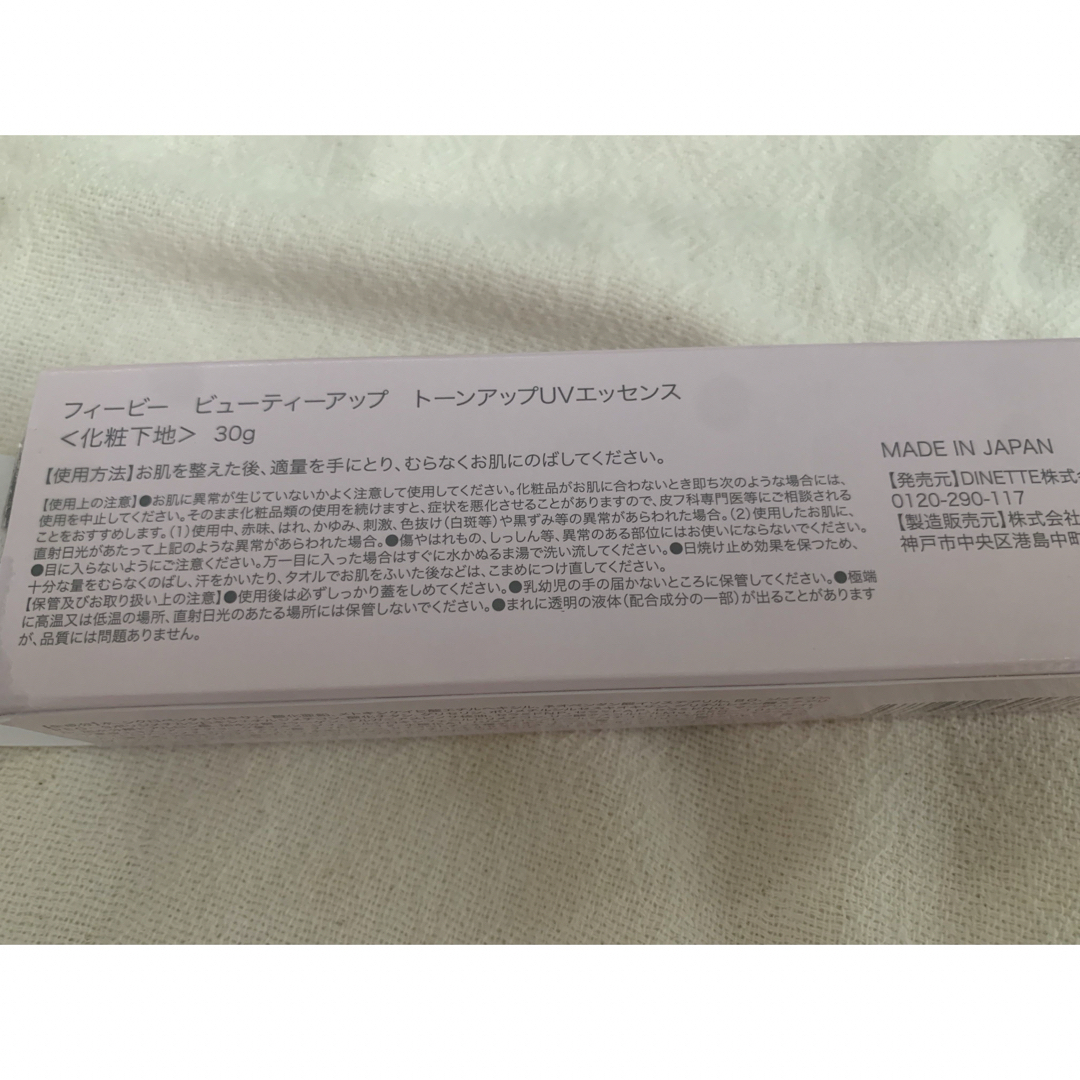 フィービー ビューティーアップ トーンアップUVエッセンス
<化粧下地> 30g
【使用方法】お肌を整えた後、適量を手にとり、むらなくお肌にのばしてください。
【使用上の注意】●お肌に異常が生じていないかよく注意して使用してください。化粧品がお肌に合わないとき即ち次のような場合には、
使用を中止してください。そのまま化粧品類の使用を続けますと、症状を悪化させることがありますので、皮フ科専門医等にご相談される
ことをおすすめします。(1)使用中、赤味、はれ、かゆみ、刺激、色抜け(白斑等)や黒ずみ等の異常があらわれた場合。(2)使用したお肌に、
直射日光があたって上記のような異常があらわれた場合。●傷やはれもの、しっしん等、異常のある部位にはお使いにならないでください。
●目に入らないようにご注意ください。万一目に入った場合はすぐに水かぬるま湯で洗い流してください。●日焼け止め効果を保つため、
十分な量をむらなくのばし、汗をかいたり、タオルでお肌をふいた後などは、こまめにつけ直してください。
【保管及びお取り扱い上の注意】●使用後は必ずしっかり蓋をしめてください。●乳幼児の手の届かないところに保管してください。●極端
に高温又は低温の場所、直射日光のあたる場所には保管しないでください。●まれに透明の液体(配合成分の一部)が出ることがあります
が、品質には問題ありません。
MADE IN JAPAN
【発売元】DINETTE株式会
0120-290-117
【製造販売元】株式会社
神戸市中央区港島中町